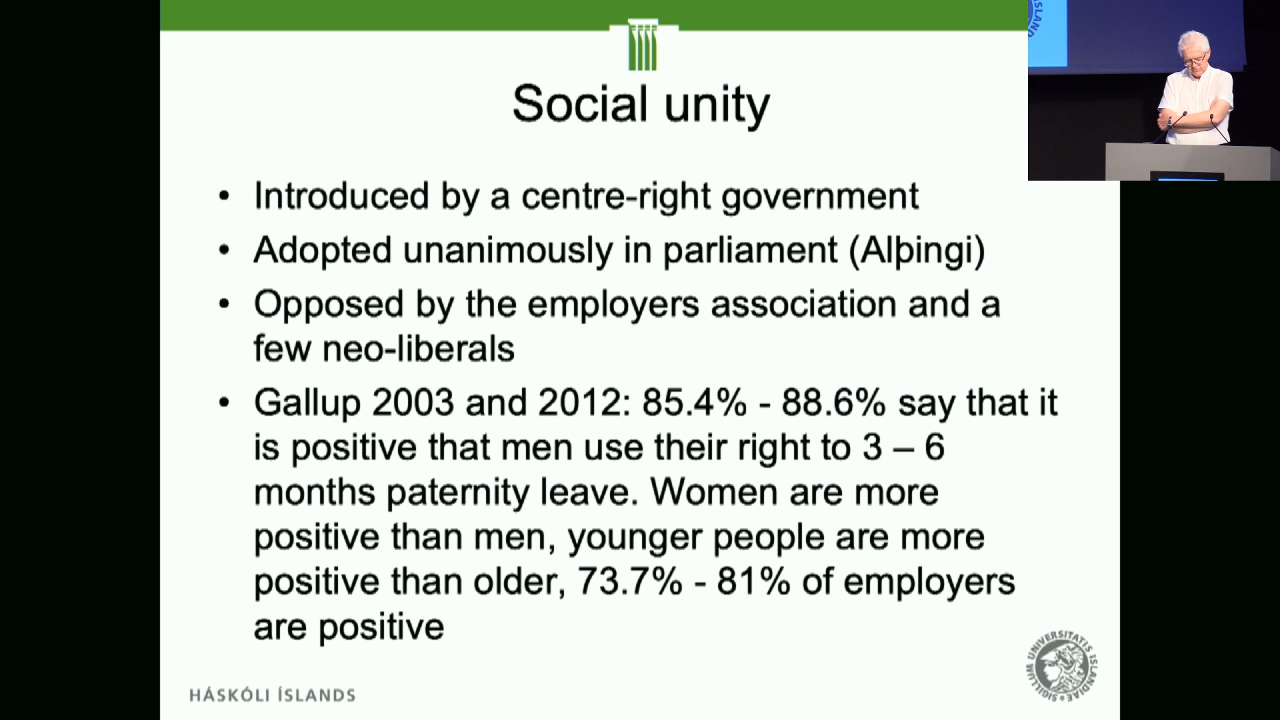 Social unity
• Introduced by a centre-right government
• Adopted unanimously in parliament (Alþingi)
• Opposed by the employers association and a
few neo-liberals
• Gallup 2003 and 2012: 85.4% - 88.6% say that it
is positive that men use their right to 3 – 6
months paternity leave. Women are more
positive than men, younger people are more
positive than older, 73.7% - 81% of employers
are positive
HÁSKÓLI ÍSLANDS
SIGILLUM UNIVERSITATIS ISLANDIAE